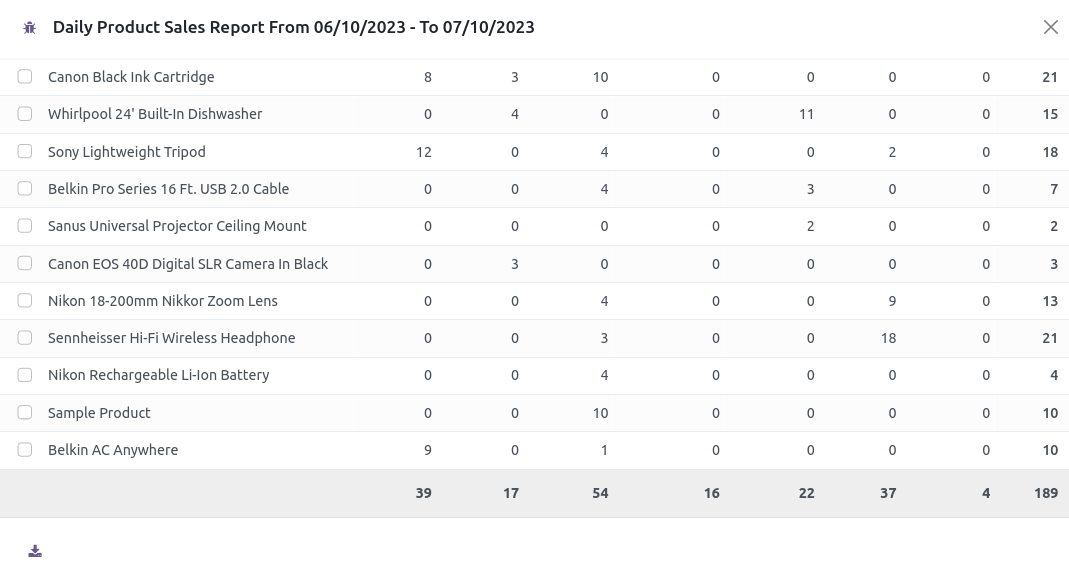 Daily Product Sales Report From 06/10/2023 - To 07/10/2023
Canon Black Ink Cartridge 8 3 10 0 0 0 0 21
Whirlpool 24' Built-In Dishwasher 0 4 0 0 11 0 0 15
Sony Lightweight Tripod 12 0 4 0 0 2 0 18
Belkin Pro Series 16 Ft. USB 2.0 Cable 0 0 4 0 3 0 0 7
Sanus Universal Projector Ceiling Mount 0 0 0 0 2 0 0 2
Canon EOS 40D Digital SLR Camera In Black 0 3 0 0 0 0 0 3
Nikon 18-200mm Nikkor Zoom Lens 0 0 4 0 0 9 0 13
Sennheisser Hi-Fi Wireless Headphone 0 0 3 0 0 18 0 21
Nikon Rechargeable Li-Ion Battery 0 0 4 0 0 0 0 4
Sample Product 0 0 10 0 0 0 0 10
Belkin AC Anywhere 9 0 1 0 0 0 0 10
39 17 54 16 22 37 4 189